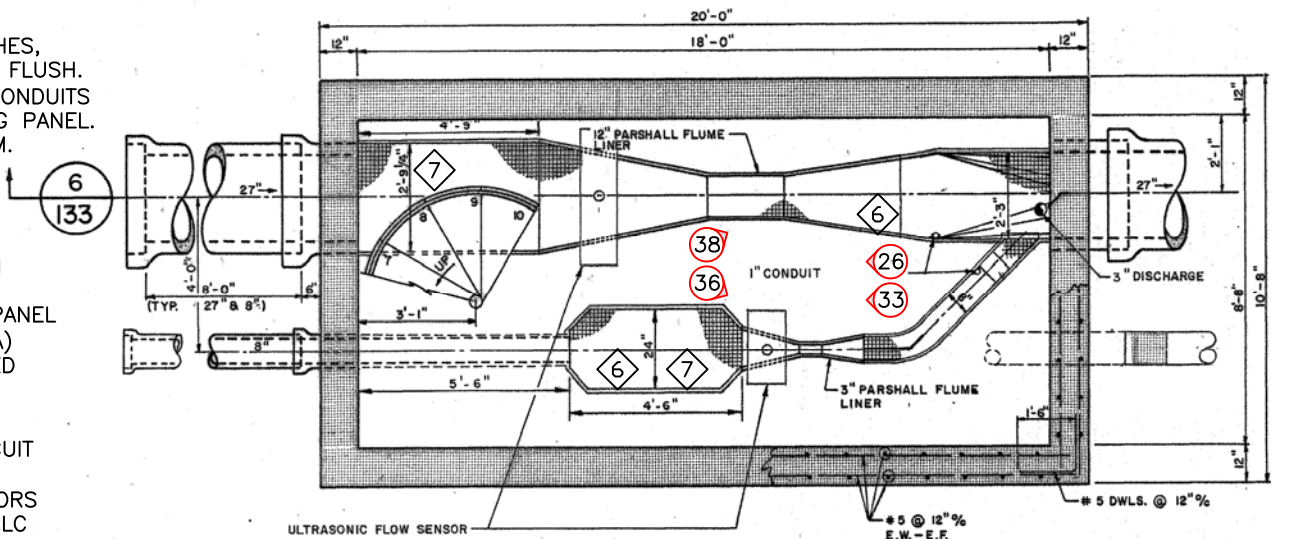 HES,
FLUSH.
ONDUITS
G PANEL.
M.
6
133
PANEL
A)
ED
CUIT
ORS
LC
20'-0"
12"
18'-0"
12"
4'-9"
12" PARSHALL FLUME
LINER
12"
2'-1"
7
2'-9 1/4"
27"
27"
8
9
10
7
"UP"
6
2'-3"
38
36
1" CONDUIT
26
33
3" DISCHARGE
4'-0"
8'-0"
6"
(TYP. 27" & 8")
3'-1"
6"
8'-8"
10'-8"
8"
24"
6
7
5'-6"
4'-6"
3" PARSHALL FLUME
LINER
1'-6"
12"
ULTRASONIC FLOW SENSOR
# 5 @ 12" %
E.W.-E.F.
# 5 DWLS. @ 12" %